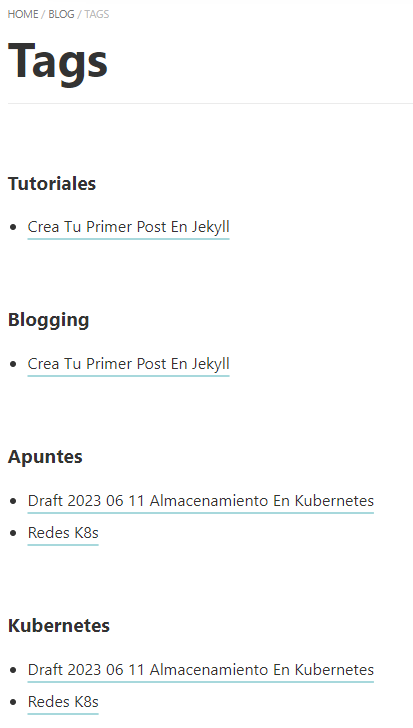 HOME / BLOG / TAGS
Tags
Tutoriales
Crea Tu Primer Post En Jekyll
Blogging
Crea Tu Primer Post En Jekyll
Apuntes
Draft 2023 06 11 Almacenamiento En Kubernetes
Redes K8s
Kubernetes
Draft 2023 06 11 Almacenamiento En Kubernetes
Redes K8s